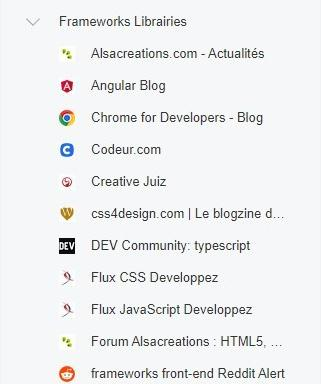 Frameworks Librairies
Alsacreations.com - Actualités
Angular Blog
Chrome for Developers - Blog
Codeur.com
Creative Juiz
css4design.com | Le blogzine d...
DEV Community: typescript
Flux CSS Developpez
Flux JavaScript Developpez
Forum Alsacreations : HTML5, ...
frameworks front-end Reddit Alert